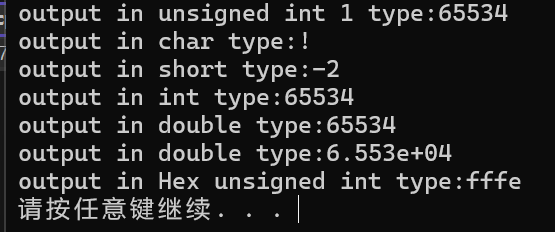 output in unsigned int 1 type:65534
output in char type:!
output in short type:-2
output in int type:65534
output in double type:65534
output in double type:6.553e+04
output in Hex unsigned int type:fffe
请按任意键继续. . .